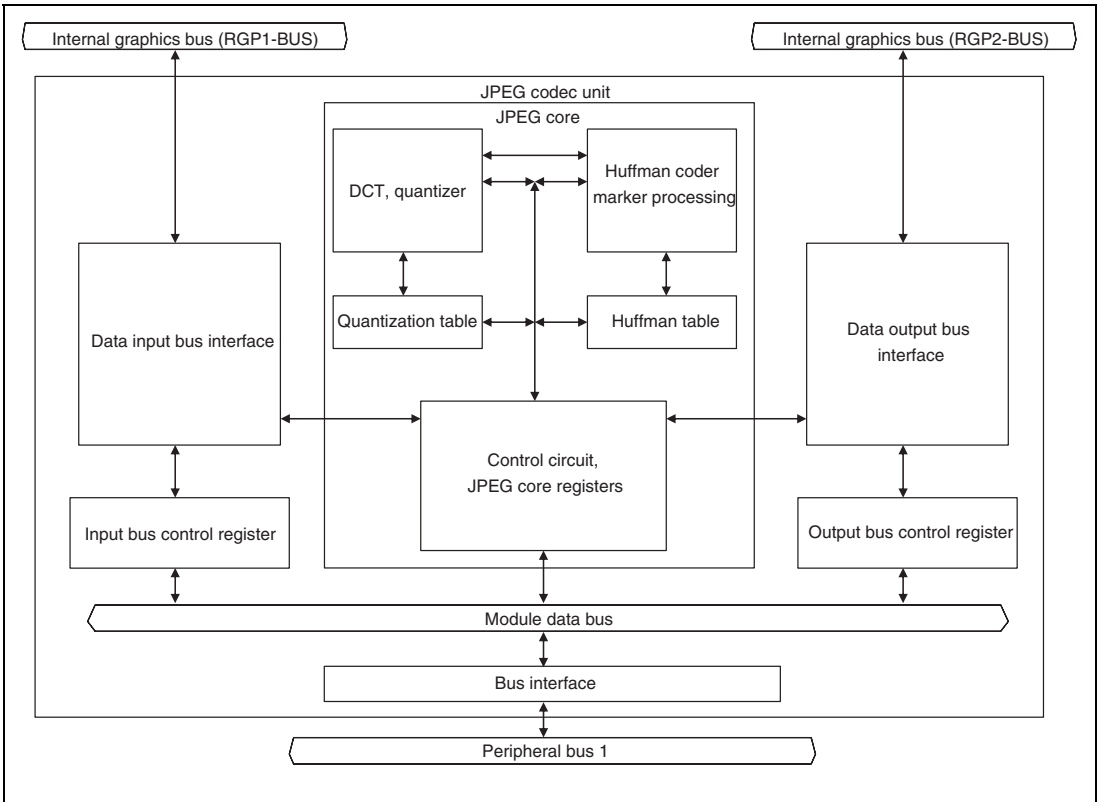 Internal graphics bus (RGP1-BUS)
Internal graphics bus (RGP2-BUS)
JPEG codec unit
JPEG core
DCT, quantizer
Huffman coder
marker processing
Quantization table
Huffman table
Data input bus interface
Data output bus
interface
Control circuit,
JPEG core registers
Input bus control register
Output bus control register
Module data bus
Bus interface
Peripheral bus 1